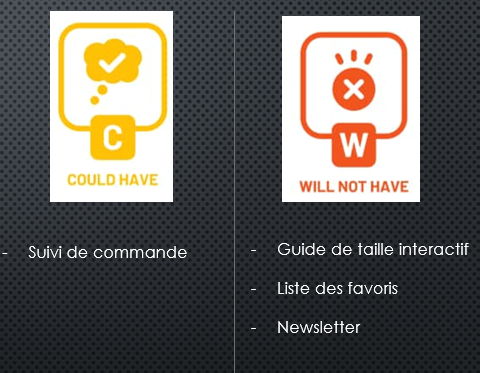 C
COULD HAVE
- Suivi de commande
W
WILL NOT HAVE
- Guide de taille interactif
- Liste des favoris
- Newsletter